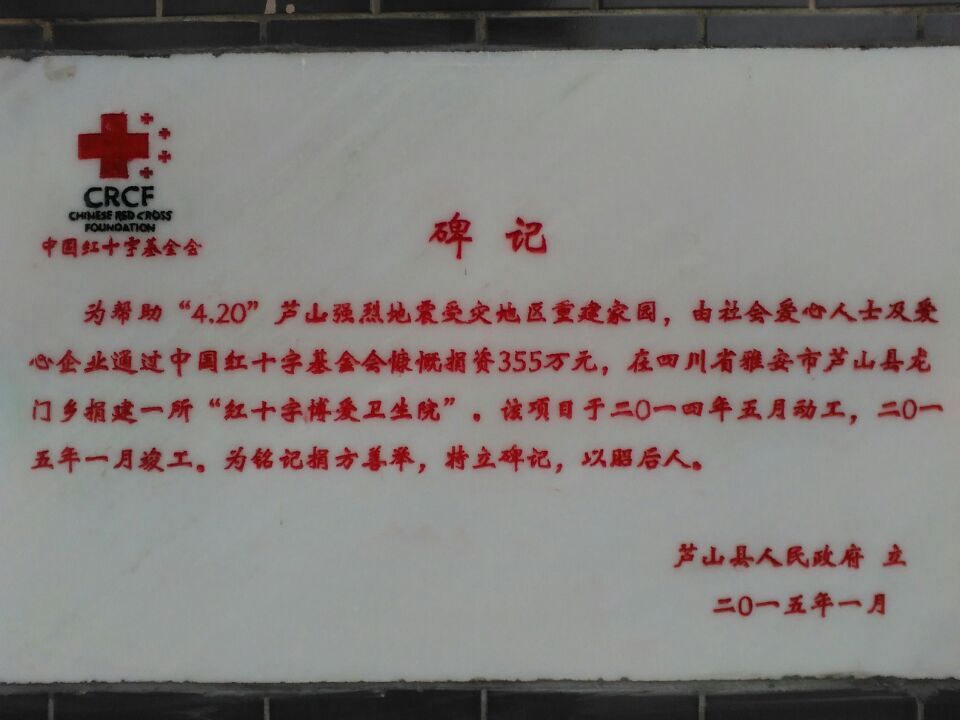 CRCF
CHINESE RED CROSS
FOUNDATION
中国红十字基金会
碑记
为帮助“4.20”芦山强烈地震受灾地区重建家园，由社会爱心人士及爱
心企业通过中国红十字基金会慷慨捐资355万元，在四川省雅安市芦山县龙
门乡捐建一所“红十字博爱卫生院”。该项目于二0一四年五月动工，二0一
五年一月竣工。为铭记捐方善举，特立碑记，以昭后人。
芦山县人民政府 立
二0一五年一月